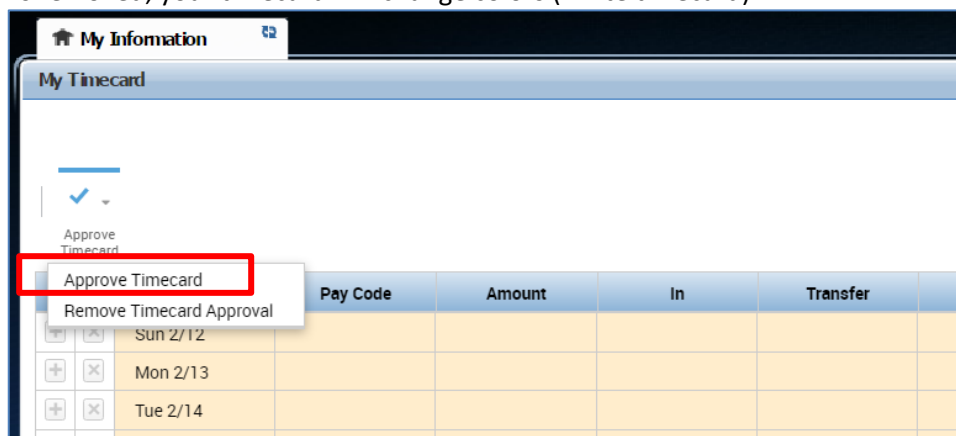 My Information
My Timecard
Approve
Timecard
Approve Timecard
Remove Timecard Approval
Pay Code Amount In Transfer
Sun 2/12
Mon 2/13
Tue 2/14